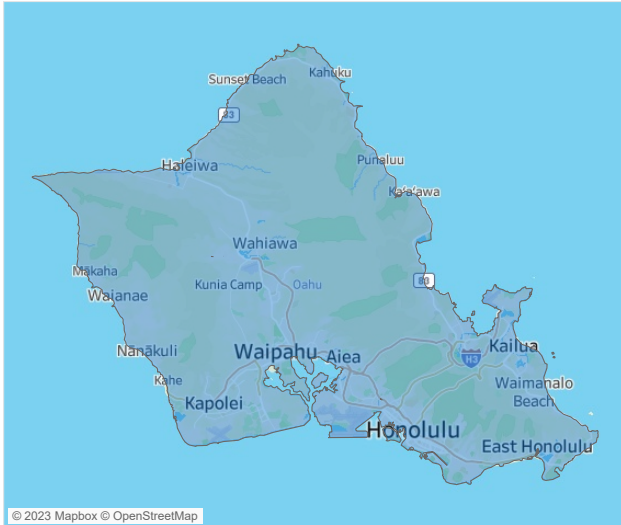 Kahuku
Sunset Beach
83
Punaluu
Haleiwa
Ka'a'awa
Wahiawa
Mākaha
83
Kunia Camp
Oahu
Waianae
Nānākuli
Waipahu
Aiea
Kailua
H3
Kahe
Waimanalo
Beach
Kapolei
Honolulu
East Honolulu
© 2023 Mapbox © OpenStreetMap